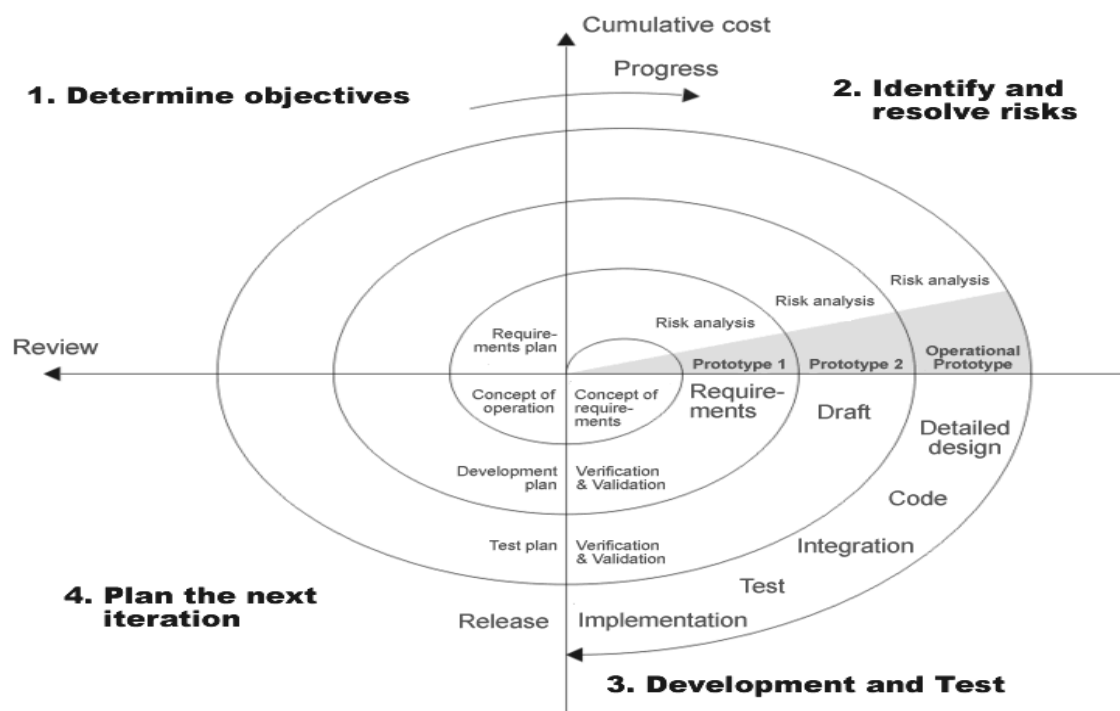 Cumulative cost
Progress
1. Determine objectives
2. Identify and
resolve risks
Risk analysis
Risk analysis
Risk analysis
Require-
ments plan
Review
Prototype 1
Prototype 2
Operational
Prototype
Concept of
operation
Concept of
require-
ments
Require-
ments
Draft
Detailed
design
Development
plan
Verification
& Validation
Code
Test plan
Verification
& Validation
Integration
Test
4. Plan the next
iteration
Release
Implementation
3. Development and Test